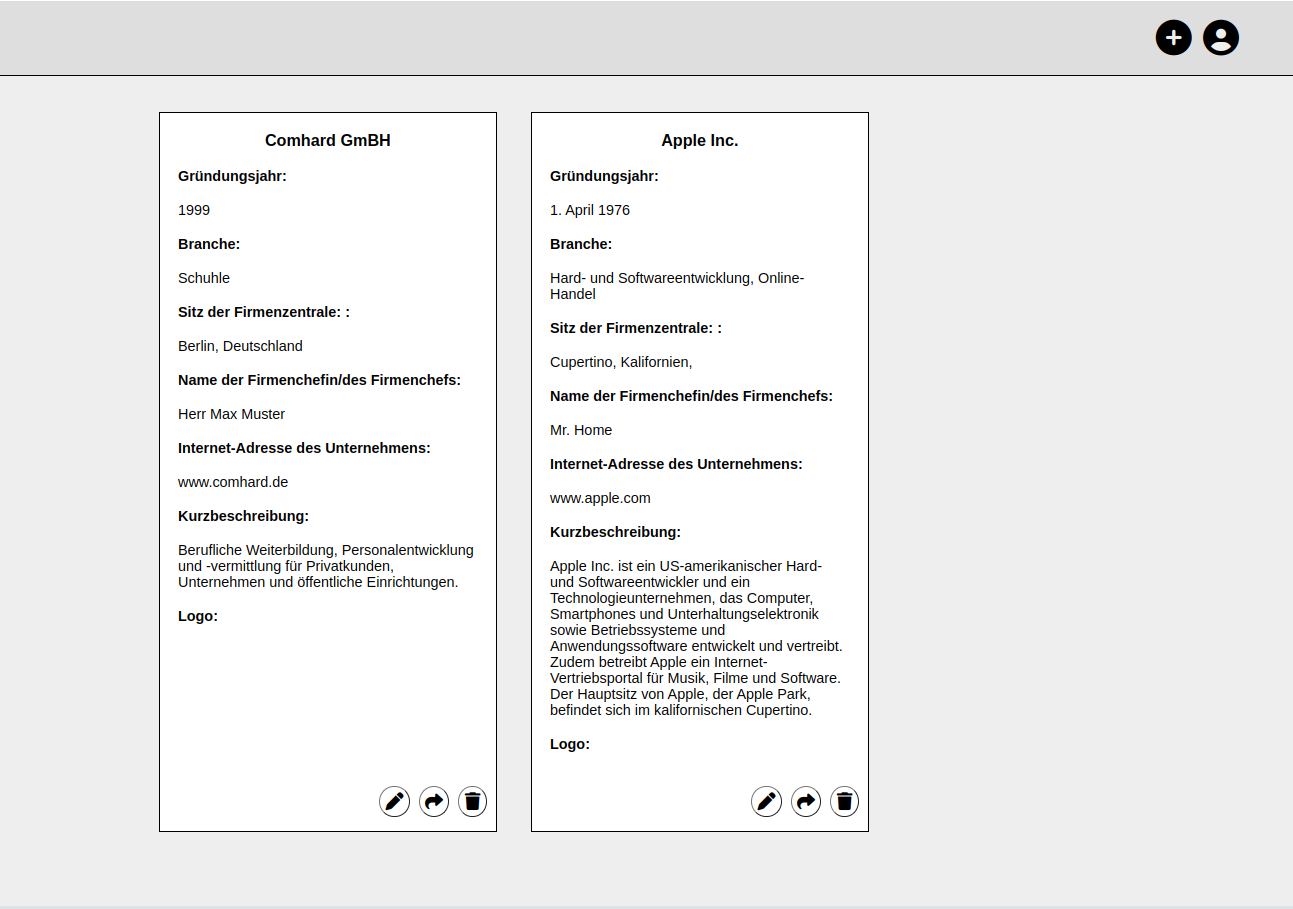 Comhard GmBH
Gründungsjahr:
1999
Branche:
Schuhle
Sitz der Firmenzentrale: :
Berlin, Deutschland
Name der Firmenchefin/des Firmenchefs:
Herr Max Muster
Internet-Adresse des Unternehmens:
www.comhard.de
Kurzbeschreibung:
Berufliche Weiterbildung, Personalentwicklung
und -vermittlung für Privatkunden,
Unternehmen und öffentliche Einrichtungen.
Logo:
Apple Inc.
Gründungsjahr:
1. April 1976
Branche:
Hard- und Softwareentwicklung, Online-
Handel
Sitz der Firmenzentrale: :
Cupertino, Kalifornien,
Name der Firmenchefin/des Firmenchefs:
Mr. Home
Internet-Adresse des Unternehmens:
www.apple.com
Kurzbeschreibung:
Apple Inc. ist ein US-amerikanischer Hard-
und Softwareentwickler und ein
Technologieunternehmen, das Computer,
Smartphones und Unterhaltungselektronik
sowie Betriebssysteme und
Anwendungssoftware entwickelt und vertreibt.
Zudem betreibt Apple ein Internet-
Vertriebsportal für Musik, Filme und Software.
Der Hauptsitz von Apple, der Apple Park,
befindet sich im kalifornischen Cupertino.
Logo: